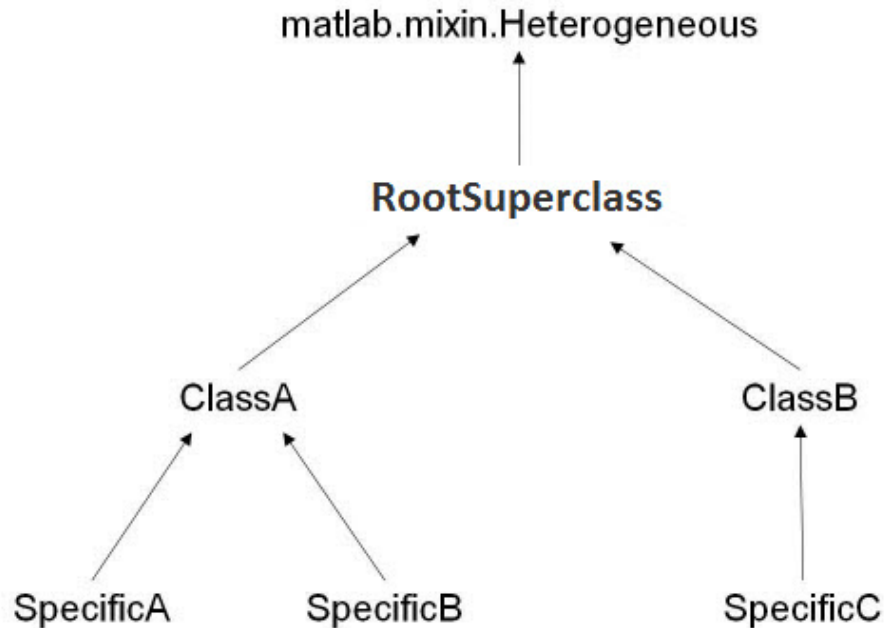 matlab.mixin.Heterogeneous
RootSuperclass
ClassA
ClassB
SpecificA
SpecificB
SpecificC